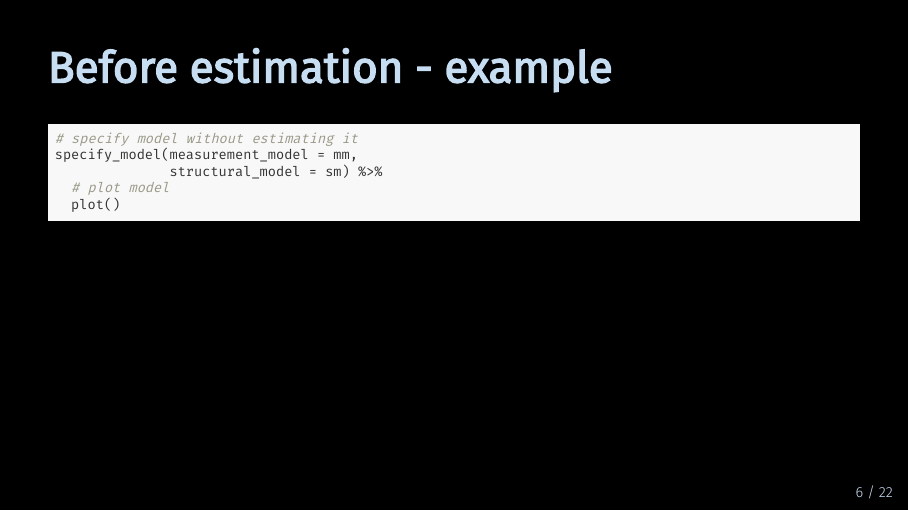 Before estimation - example
# specify model without estimating it
specify_model(measurement_model = mm,
              structural_model = sm) %>%
  # plot model
  plot()
6 / 22